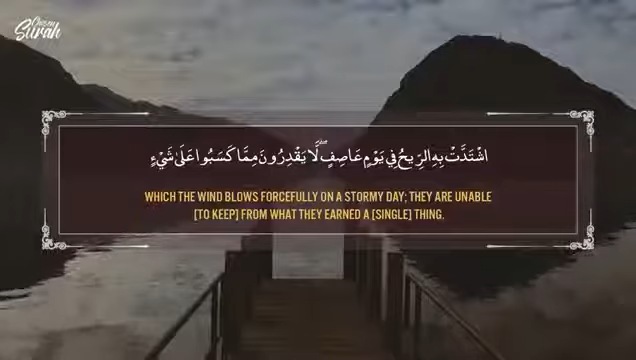 Chosen
Surah
اشْتَدَّتْ بِهِ الرِّيحُ فِي يَوْمٍ عَاصِفٍ ۖ لَّا يَقْدِرُونَ مِمَّا كَسَبُوا عَلَىٰ شَيْءٍ
WHICH THE WIND BLOWS FORCEFULLY ON A STORMY DAY; THEY ARE UNABLE
[TO KEEP] FROM WHAT THEY EARNED A [SINGLE] THING.